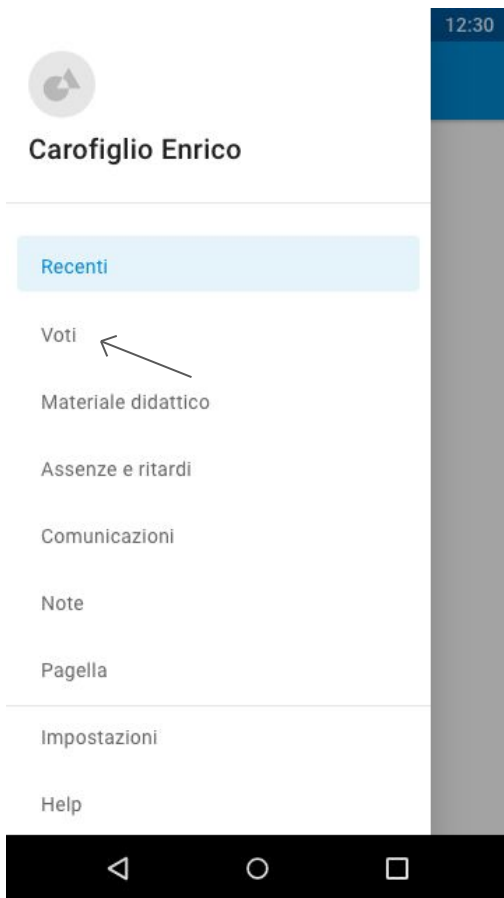 12:30
Carofiglio Enrico
Recenti
Voti
Materiale didattico
Assenze e ritardi
Comunicazioni
Note
Pagella
Impostazioni
Help